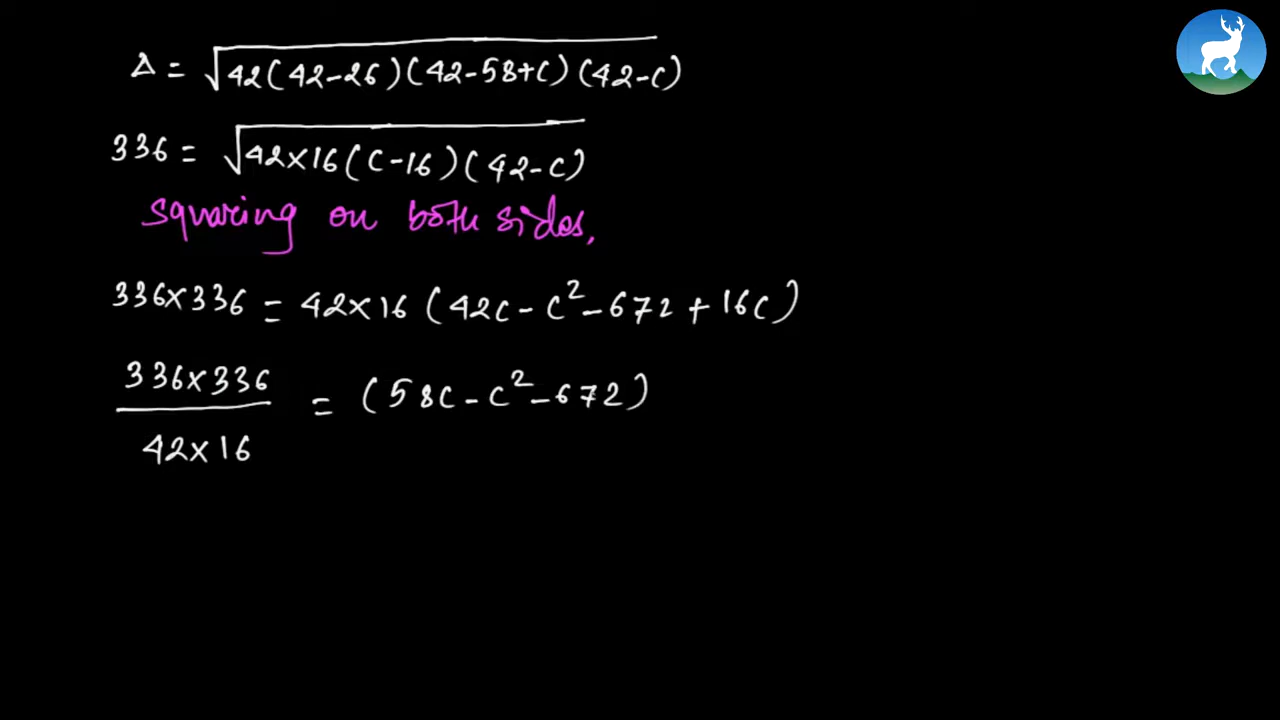 Δ = √42(42-26)(42-58+C)(42-C)
336 = √42×16(C-16)(42-C)
squaring on both sides,
336×336 = 42×16(42C-C²-672+16C)
336×336
42×16
= (58C-C²-672)